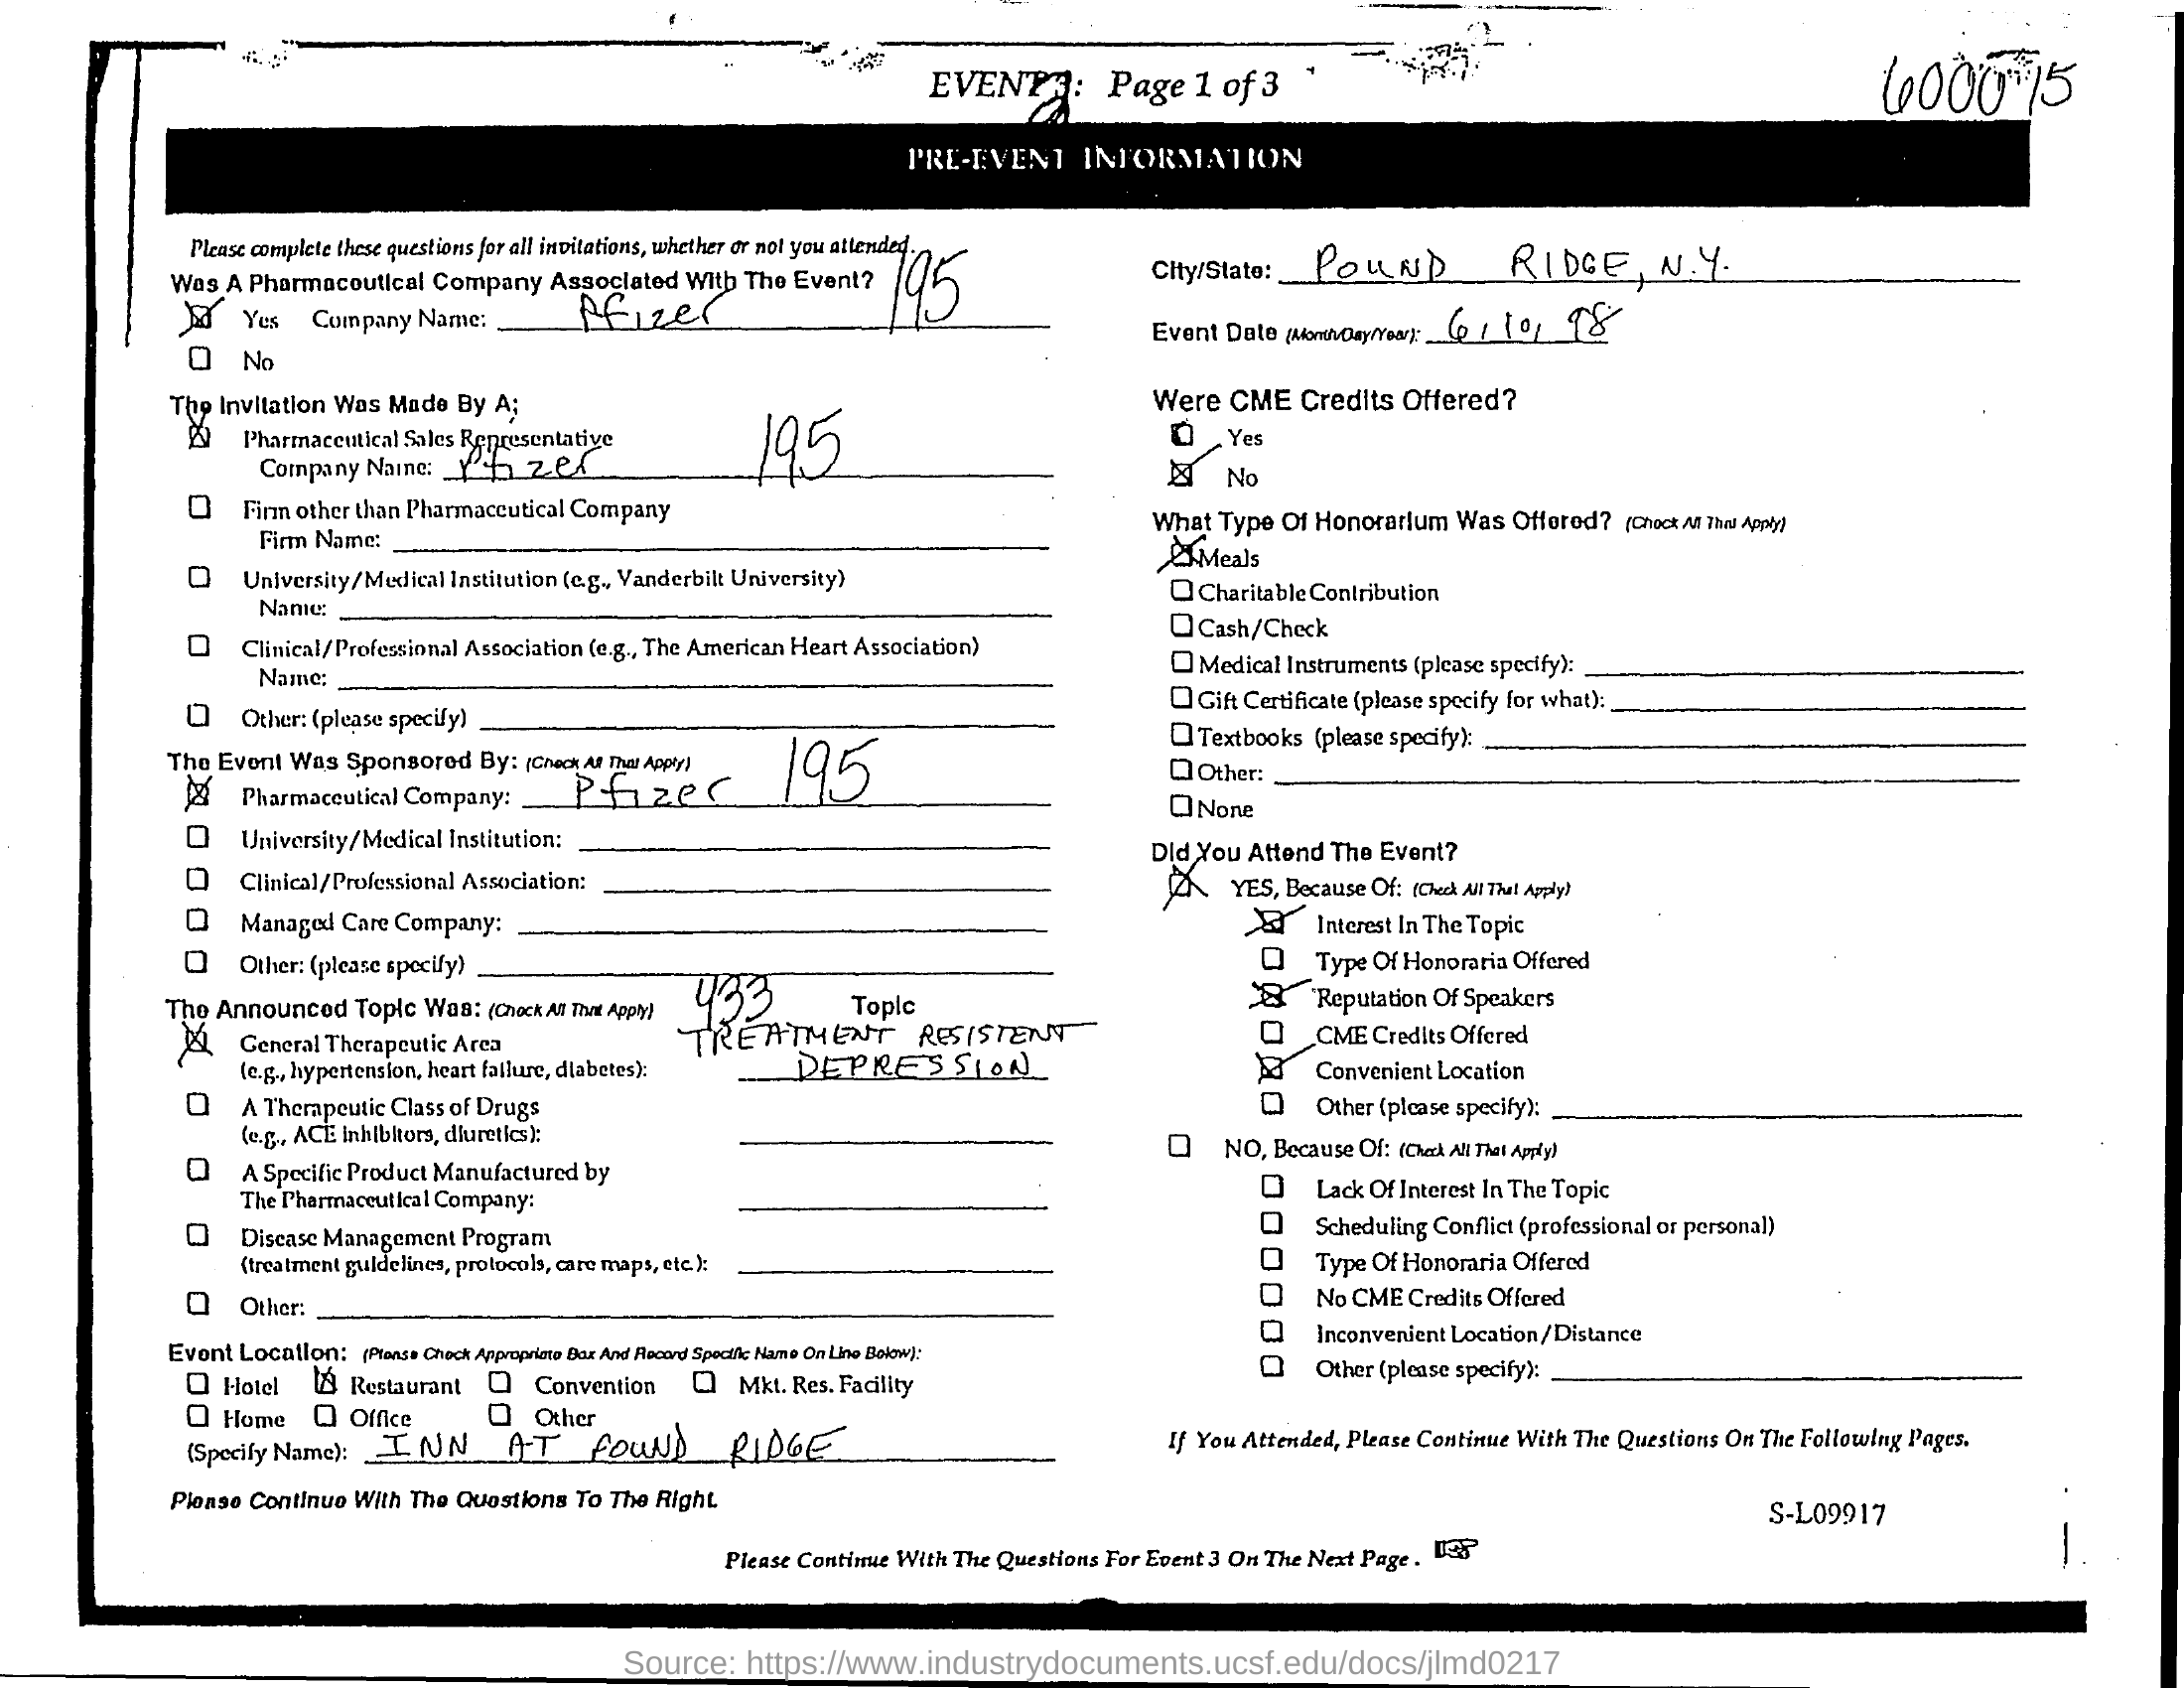 EVENT 3: Page 1 of 3
PRE-EVENT INFORMATION
Please complete these questions for all invitations, whether or not you attended.
Was A Pharmaceutical Company Associated With The Event?
195
Yes Company Name: Pfizer
No
The Invitation Was Made By A;
Pharmaceutical Sales Representative
Company Name: Pfizer 195
Firm other than Pharmaceutical Company
Firm Name:
University/Medical Institution (e.g., Vanderbilt University)
Name:
Clinical/Professional Association (e.g., The American Heart Association)
Name:
Other: (please specify)
The Event Was Sponsored By: (Check All That Apply)
Pharmaceutical Company: Pfizer 195
University/Medical Institution:
Clinical/Professional Association:
Managed Care Company:
Other: (please specify)
The Announced Topic Was: (Check All That Apply) 433 Topic
General Therapeutic Area TREATMENT RESISTENT
(e.g., hypertension, heart failure, diabetes): DEPRESSION
A Therapeutic Class of Drugs
(e.g., ACE inhibitors, diuretics):
A Specific Product Manufactured by
The Pharmaceutical Company:
Disease Management Program
(treatment guidelines, protocols, care maps, etc.):
Other:
Event Location: (Please Check Appropriate Box And Record Specific Name On Line Below):
Hotel Restaurant Convention Mkt. Res. Facility
Home Office Other
(Specify Name): INN AT POUND RIDGE
Please Continue With The Questions To The Right.
City/State: POUND RIDGE, N.Y.
Event Date (Month/Day/Year): 6/10/98
Were CME Credits Offered?
Yes
No
What Type Of Honorarium Was Offered? (Check All That Apply)
Meals
Charitable Contribution
Cash/Check
Medical Instruments (please specify):
Gift Certificate (please specify for what):
Textbooks (please specify):
Other:
None
Did You Attend The Event?
YES, Because Of: (Check All That Apply)
Interest In The Topic
Type Of Honoraria Offered
Reputation Of Speakers
CME Credits Offered
Convenient Location
Other (please specify):
NO, Because Of: (Check All That Apply)
Lack Of Interest In The Topic
Scheduling Conflict (professional or personal)
Type Of Honoraria Offered
No CME Credits Offered
Inconvenient Location/Distance
Other (please specify):
If You Attended, Please Continue With The Questions On The Following Pages.
S-L09917
Please Continue With The Questions For Event 3 On The Next Page.
Source: https://www.industrydocuments.ucsf.edu/docs/jlmd0217